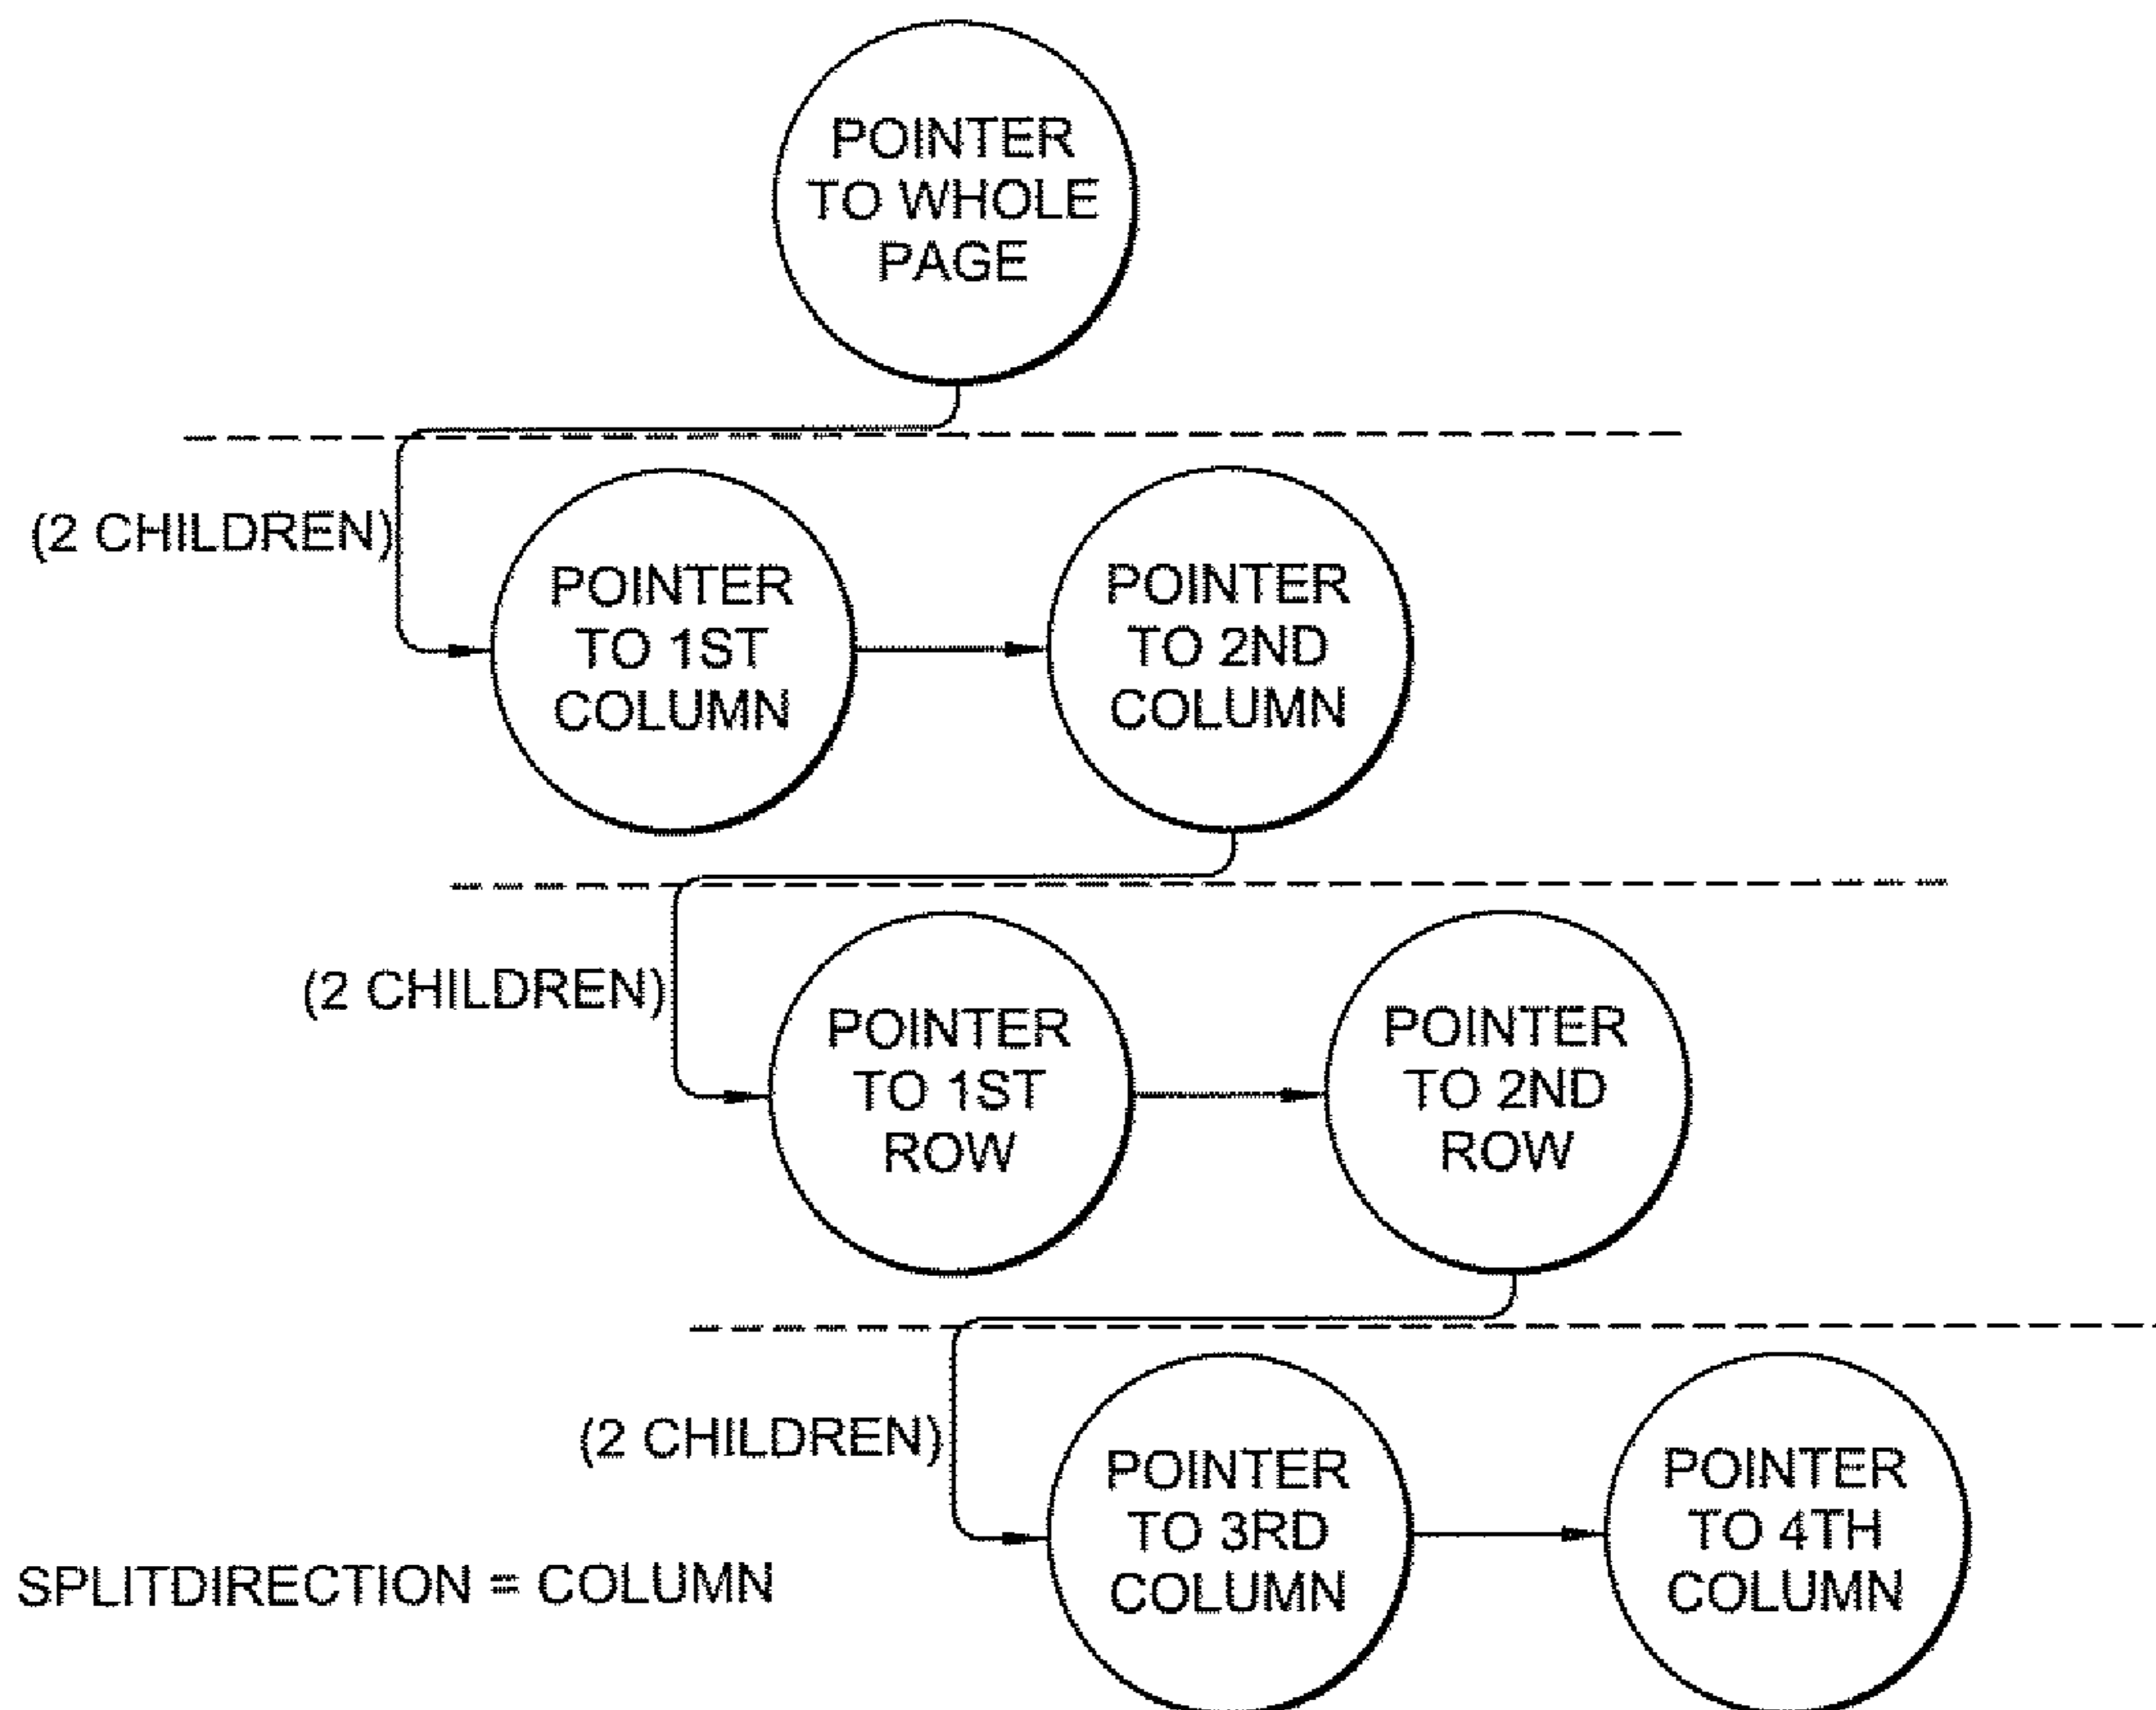 POINTER
TO WHOLE
PAGE
(2 CHILDREN)
POINTER
TO 1ST
COLUMN
POINTER
TO 2ND
COLUMN
(2 CHILDREN)
POINTER
TO 1ST
ROW
POINTER
TO 2ND
ROW
(2 CHILDREN)
POINTER
TO 3RD
COLUMN
POINTER
TO 4TH
COLUMN
SPLITDIRECTION = COLUMN